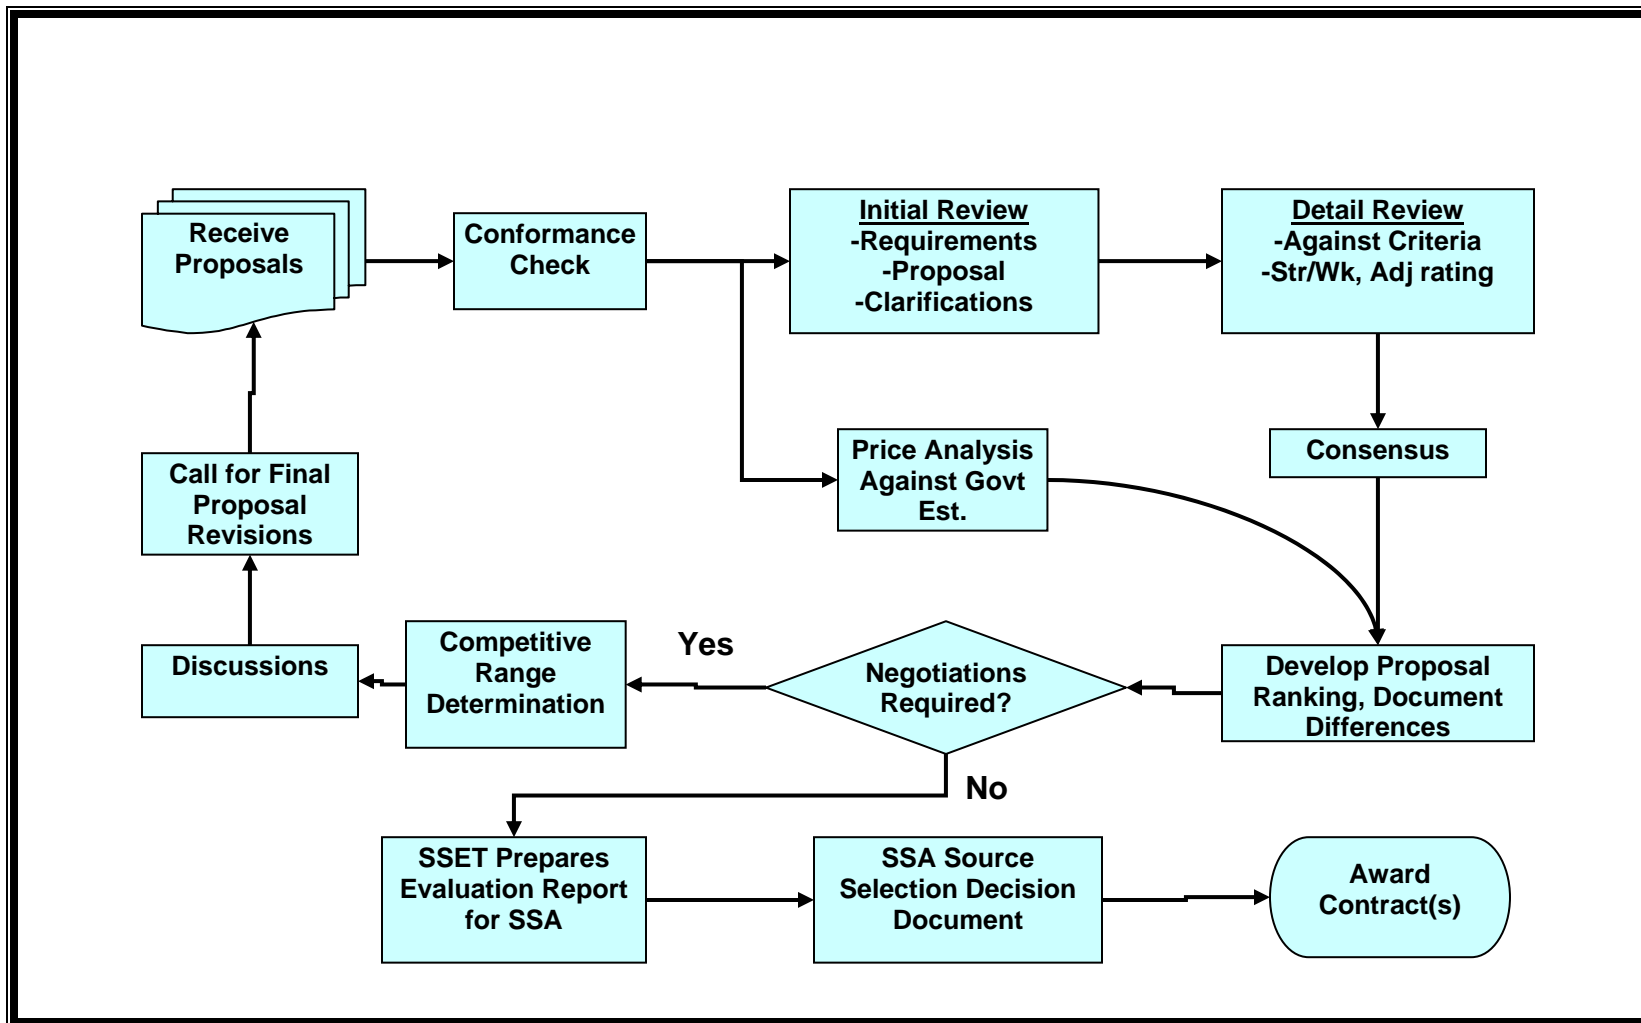 Receive
Proposals
Conformance
Check
Initial Review
-Requirements
-Proposal
-Clarifications
Detail Review
-Against Criteria
-Str/Wk, Adj rating
Price Analysis
Against Govt
Est.
Consensus
Call for Final
Proposal
Revisions
Discussions
Competitive
Range
Determination
Yes
Negotiations
Required?
Develop Proposal
Ranking, Document
Differences
No
SSET Prepares
Evaluation Report
for SSA
SSA Source
Selection Decision
Document
Award
Contract(s)